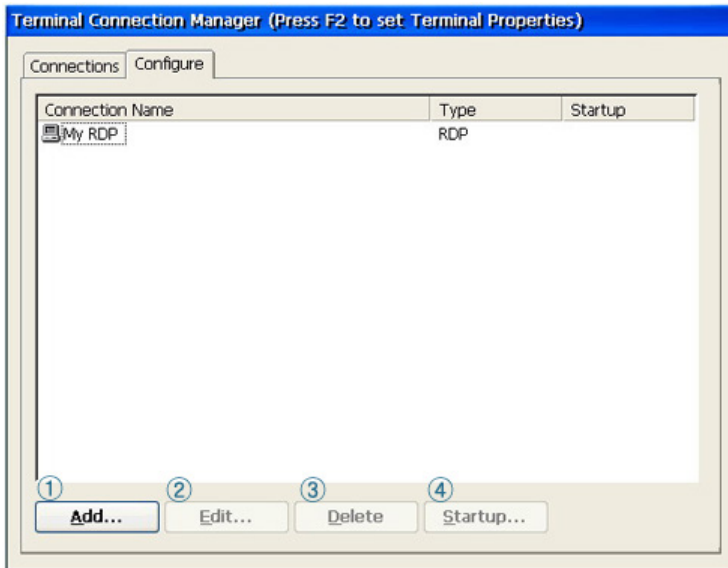 Terminal Connection Manager (Press F2 to set Terminal Properties)
Connections Configure
Connection Name Type Startup
My RDP RDP
① ② ③ ④
Add... Edit... Delete Startup...